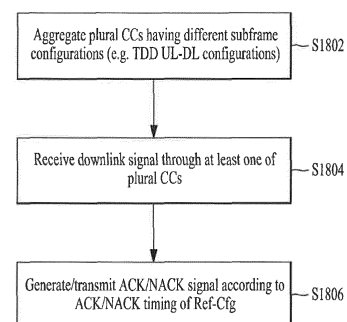 Aggregate plural CCs having different subframe
configurations (e.g. TDD UL-DL configurations)
S1802
Receive downlink signal through at least one of
plural CCs
S1804
Generate/transmit ACK/NACK signal according to
ACK/NACK timing of Ref-Cfg
S1806